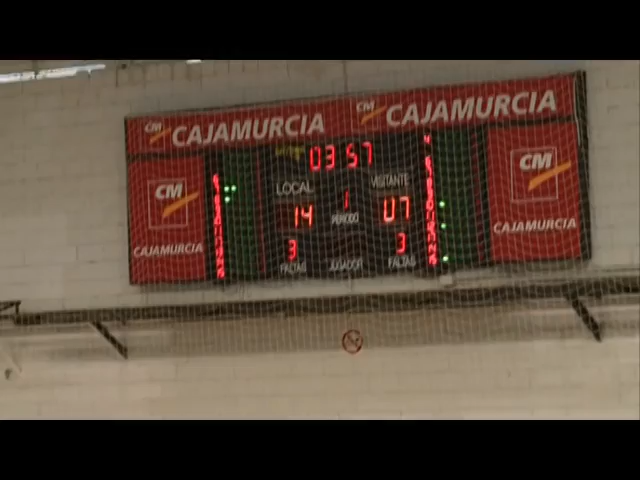 CM CAJAMURCIA CM CAJAMURCIA
03 57
LOCAL VISITANTE
CM 14 1 07 CM
PERIODO
CAJAMURCIA 3 3 CAJAMURCIA
FALTAS JUGADOR FALTAS